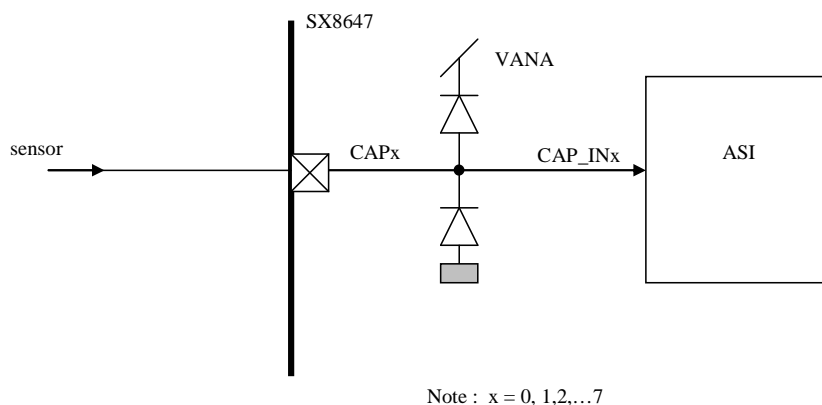 SX8647
VANA
sensor
CAPx
CAP_INx
ASI
Note : x = 0, 1,2,…7